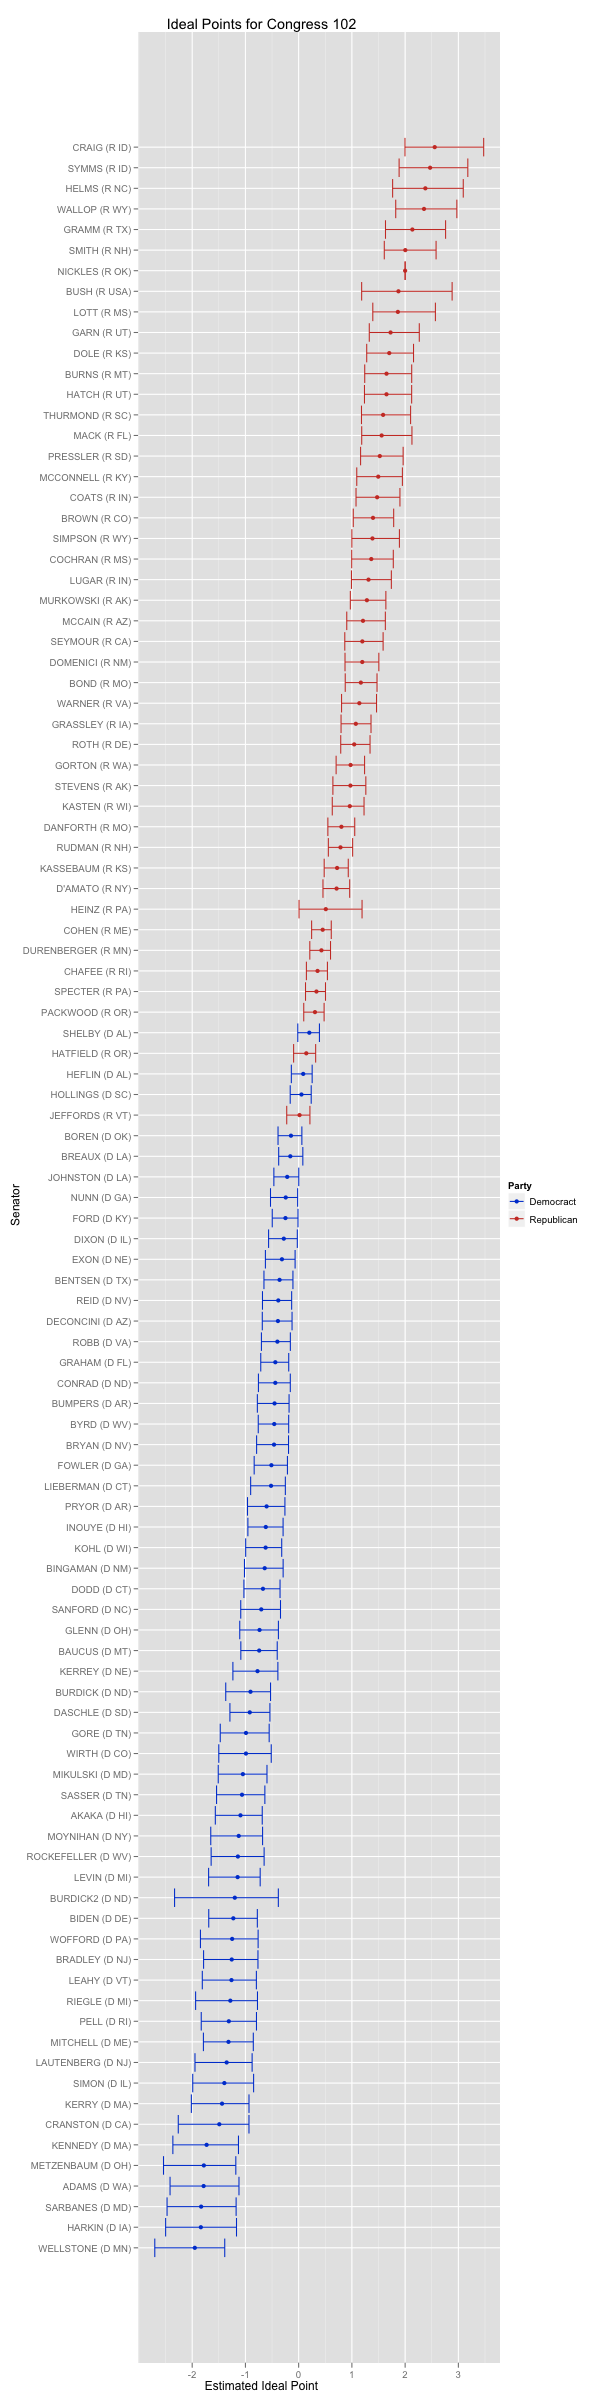 Ideal Points for Congress 102
CRAIG (R ID)
SYMMS (R ID)
HELMS (R NC)
WALLOP (R WY)
GRAMM (R TX)
SMITH (R NH)
NICKLES (R OK)
BUSH (R USA)
LOTT (R MS)
GARN (R UT)
DOLE (R KS)
BURNS (R MT)
HATCH (R UT)
THURMOND (R SC)
MACK (R FL)
PRESSLER (R SD)
MCCONNELL (R KY)
COATS (R IN)
BROWN (R CO)
SIMPSON (R WY)
COCHRAN (R MS)
LUGAR (R IN)
MURKOWSKI (R AK)
MCCAIN (R AZ)
SEYMOUR (R CA)
DOMENICI (R NM)
BOND (R MO)
WARNER (R VA)
GRASSLEY (R IA)
ROTH (R DE)
GORTON (R WA)
STEVENS (R AK)
KASTEN (R WI)
DANFORTH (R MO)
RUDMAN (R NH)
KASSEBAUM (R KS)
D'AMATO (R NY)
HEINZ (R PA)
COHEN (R ME)
DURENBERGER (R MN)
CHAFEE (R RI)
SPECTER (R PA)
PACKWOOD (R OR)
SHELBY (D AL)
HATFIELD (R OR)
HEFLIN (D AL)
HOLLINGS (D SC)
JEFFORDS (R VT)
BOREN (D OK)
BREAUX (D LA)
JOHNSTON (D LA)
NUNN (D GA)
FORD (D KY)
DIXON (D IL)
EXON (D NE)
BENTSEN (D TX)
REID (D NV)
DECONCINI (D AZ)
ROBB (D VA)
GRAHAM (D FL)
CONRAD (D ND)
BUMPERS (D AR)
BYRD (D WV)
BRYAN (D NV)
FOWLER (D GA)
LIEBERMAN (D CT)
PRYOR (D AR)
INOUYE (D HI)
KOHL (D WI)
BINGAMAN (D NM)
DODD (D CT)
SANFORD (D NC)
GLENN (D OH)
BAUCUS (D MT)
KERREY (D NE)
BURDICK (D ND)
DASCHLE (D SD)
GORE (D TN)
WIRTH (D CO)
MIKULSKI (D MD)
SASSER (D TN)
AKAKA (D HI)
MOYNIHAN (D NY)
ROCKEFELLER (D WV)
LEVIN (D MI)
BURDICK2 (D ND)
BIDEN (D DE)
WOFFORD (D PA)
BRADLEY (D NJ)
LEAHY (D VT)
RIEGLE (D MI)
PELL (D RI)
MITCHELL (D ME)
LAUTENBERG (D NJ)
SIMON (D IL)
KERRY (D MA)
CRANSTON (D CA)
KENNEDY (D MA)
METZENBAUM (D OH)
ADAMS (D WA)
SARBANES (D MD)
HARKIN (D IA)
WELLSTONE (D MN)
Senator
-2 -1 0 1 2 3
Estimated Ideal Point
Party
Democract
Republican